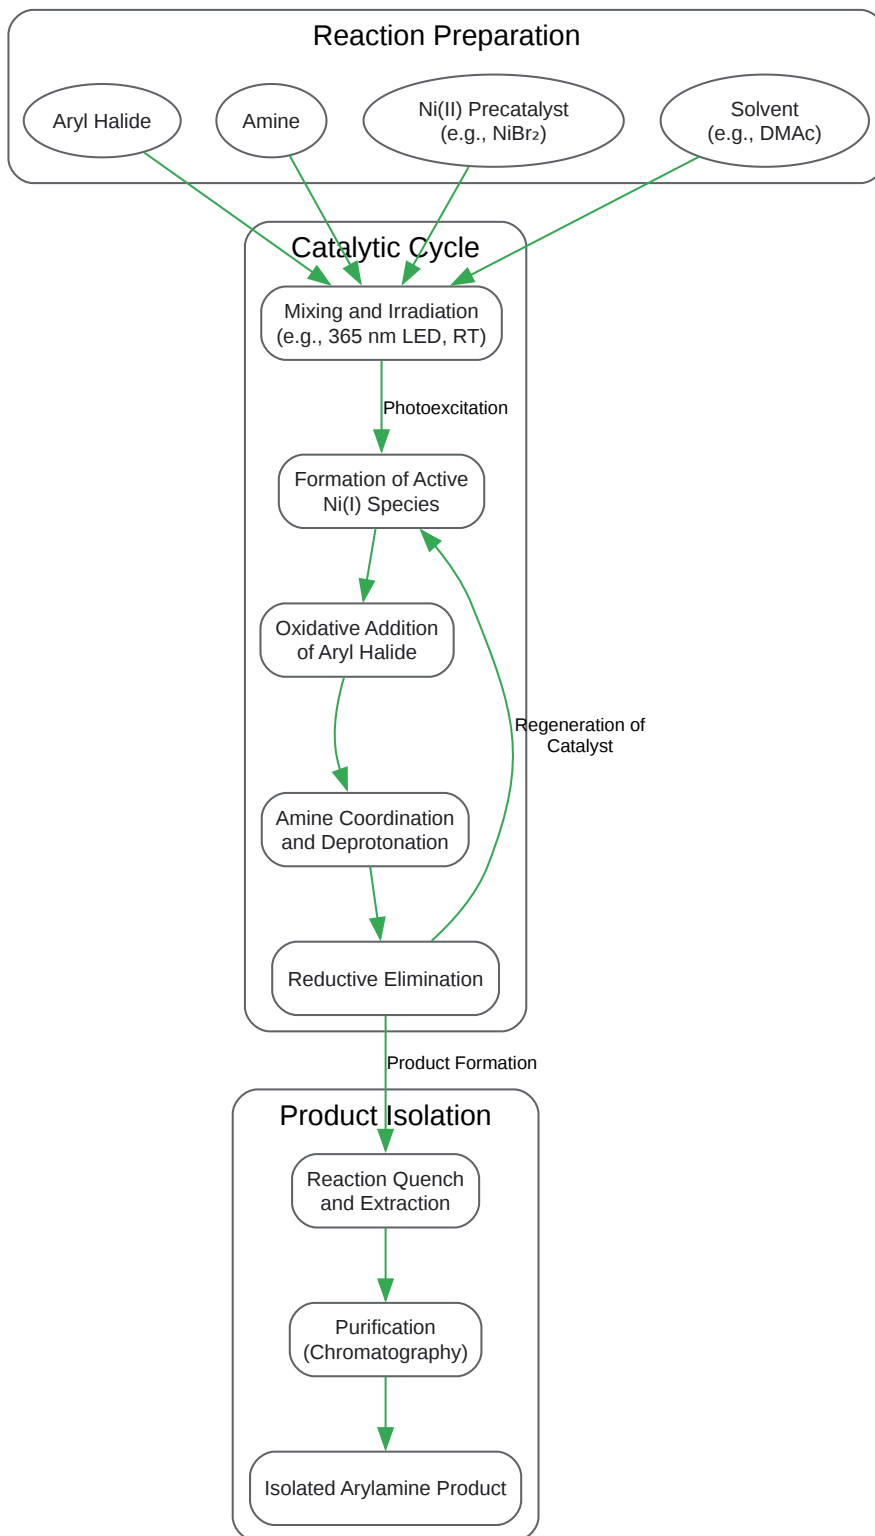 Reaction Preparation
Aryl Halide
Amine
Ni(II) Precatalyst
(e.g., NiBr₂)
Solvent
(e.g., DMAc)
Catalytic Cycle
Mixing and Irradiation
(e.g., 365 nm LED, RT)
Photoexcitation
Formation of Active
Ni(I) Species
Oxidative Addition
of Aryl Halide
Regeneration of
Catalyst
Amine Coordination
and Deprotonation
Reductive Elimination
Product Formation
Product Isolation
Reaction Quench
and Extraction
Purification
(Chromatography)
Isolated Arylamine Product